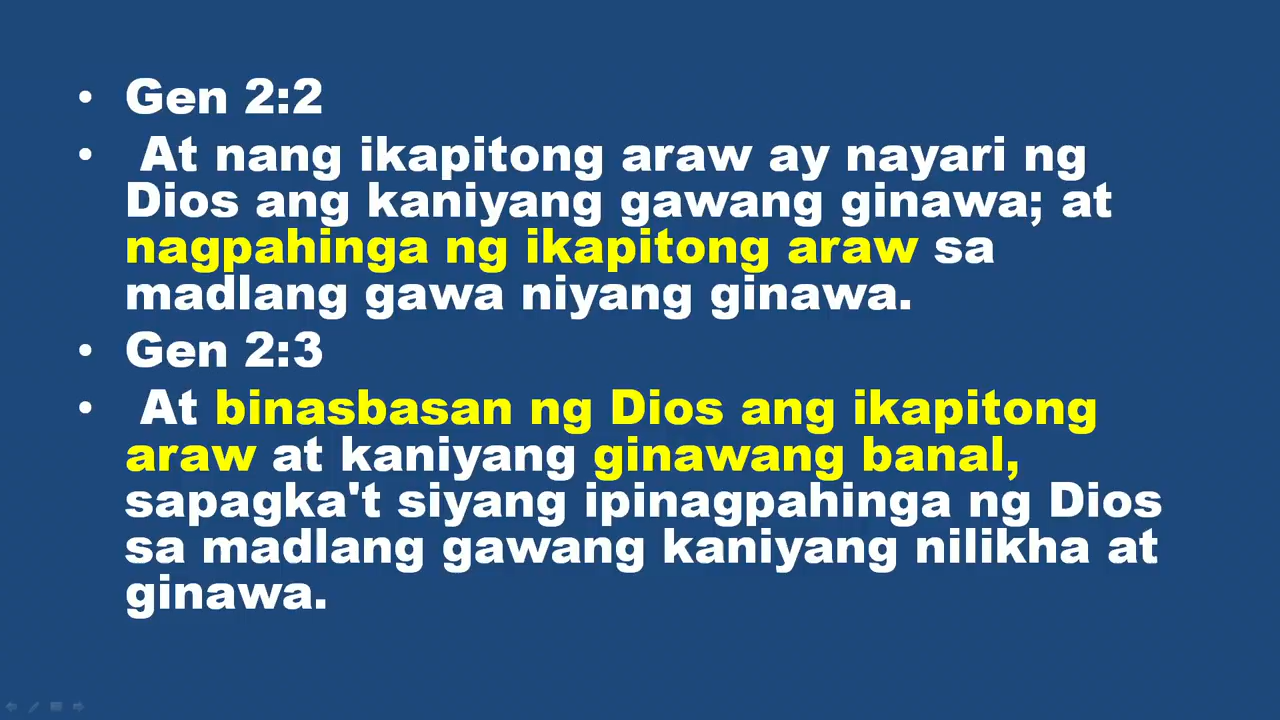 • Gen 2:2
• At nang ikapitong araw ay nayari ng
Dios ang kaniyang gawang ginawa; at
nagpahinga ng ikapitong araw sa
madlang gawa niyang ginawa.
• Gen 2:3
• At binasbasan ng Dios ang ikapitong
araw at kaniyang ginawang banal,
sapagka't siyang ipinagpahinga ng Dios
sa madlang gawang kaniyang nilikha at
ginawa.